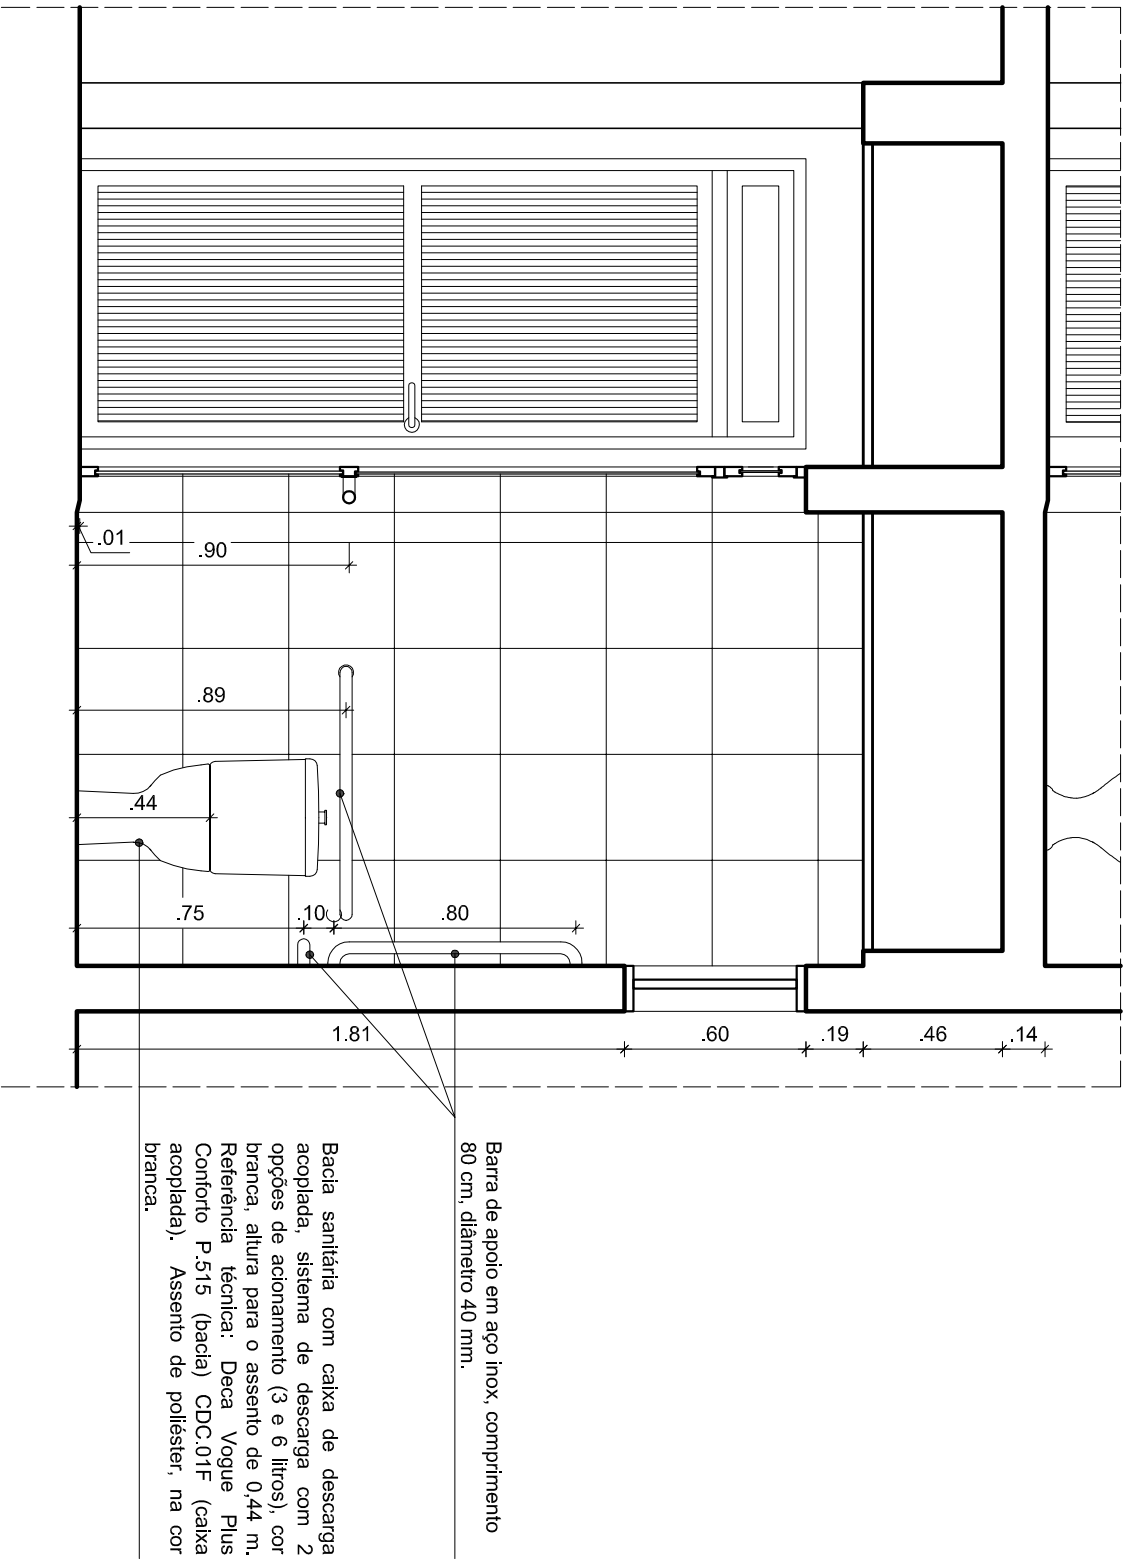 .01
.90
.89
.44
.75
.10
.80
1.81
.60
.19
.46
.14
Barra de apoio em aço inox, comprimento
80 cm, diâmetro 40 mm.
Bacia sanitária com caixa de descarga
acoplada, sistema de descarga com 2
opções de acionamento (3 e 6 litros), cor
branca, altura para o assento de 0,44 m.
Referência técnica: Deca Vogue Plus
Conforto P.515 (bacia) CDC.01F (caixa
acoplada). Assento de poliéster, na cor
branca.